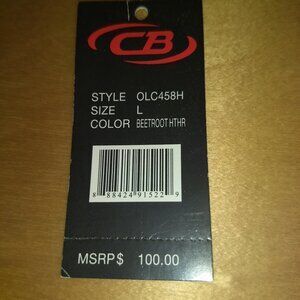 CB
STYLE OLC458H
SIZE L
COLOR BEETROOT HTHR
8 88424 91522 9
MSRP $ 100.00